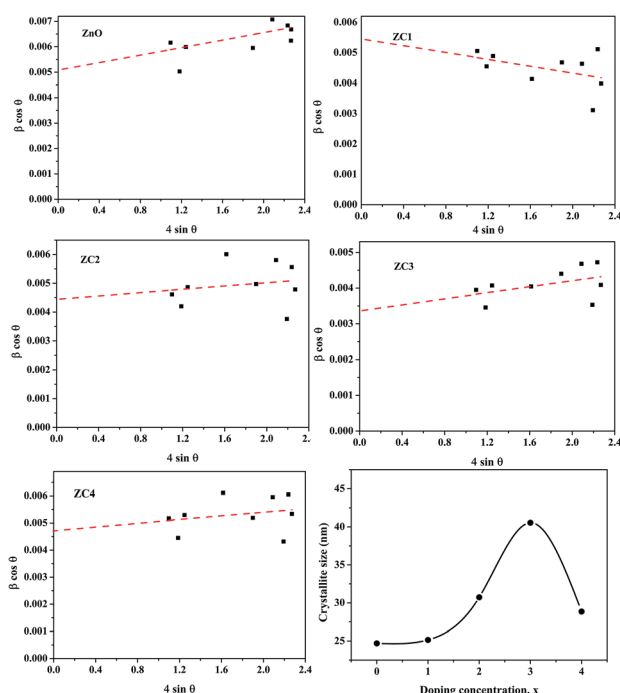 ZnO
0.007
0.006
0.005
0.004
0.003
0.002
0.001
0.000
β cos θ
0.0 0.4 0.8 1.2 1.6 2.0 2.4
4 sin θ
ZC1
0.006
0.005
0.004
0.003
0.002
0.001
0.000
β cos θ
0.0 0.4 0.8 1.2 1.6 2.0 2.4
4 sin θ
ZC2
0.006
0.005
0.004
0.003
0.002
0.001
0.000
β cos θ
0.0 0.6 1.2 1.8 2.4
4 sin θ
ZC3
0.005
0.004
0.003
0.002
0.001
0.000
β cos θ
0.0 0.4 0.8 1.2 1.6 2.0 2.4
4 sin θ
ZC4
0.006
0.005
0.004
0.003
0.002
0.001
0.000
β cos θ
0.0 0.6 1.2 1.8 2.4
4 sin θ
45
40
35
30
25
Crystallite size (nm)
0 1 2 3 4
Doping concentration, x